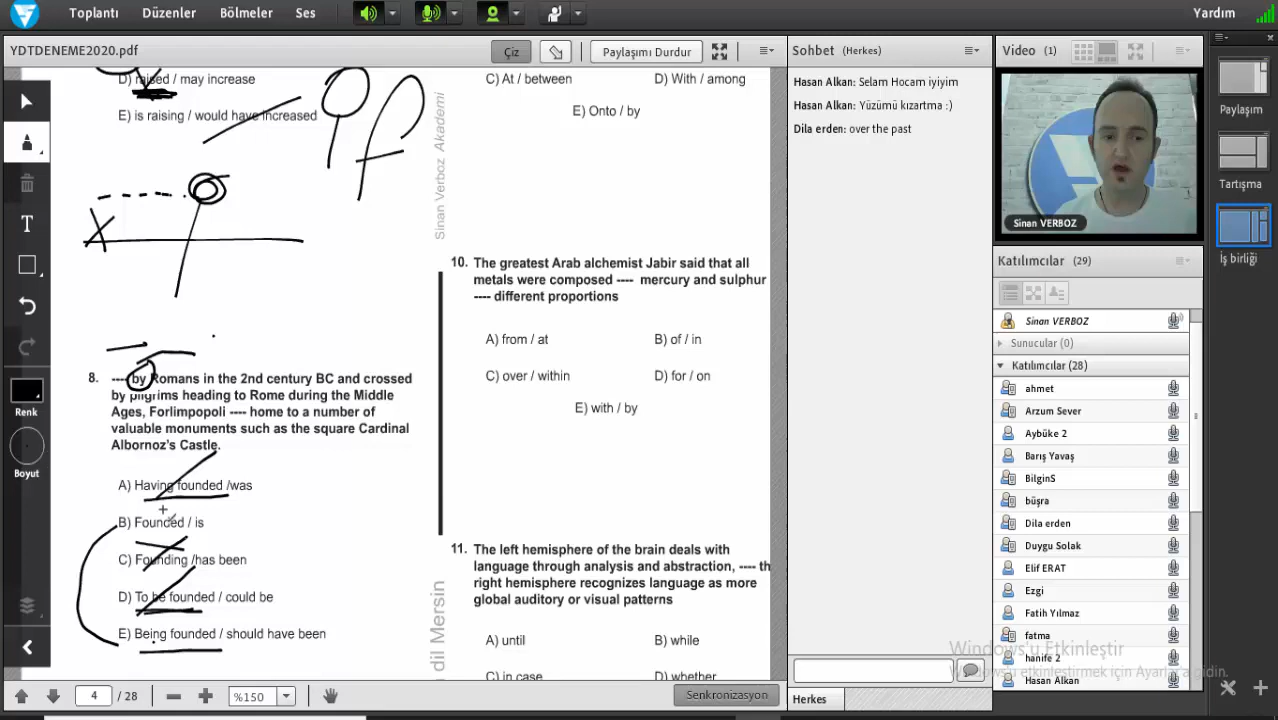 Toplantı Düzenler Bölmeler Ses Yardım
YDTDENEME2020.pdf
Çiz
Paylaşımı Durdur
D) raised / may increase
E) is raising / would have increased
8. ---- by Romans in the 2nd century BC and crossed
by pilgrims heading to Rome during the Middle
Ages, Forlimpopoli ---- home to a number of
valuable monuments such as the square Cardinal
Albornoz's Castle.
A) Having founded /was
B) Founded / is
C) Founding /has been
D) To be founded / could be
E) Being founded / should have been
Sinan Verboz Akademi
dil Mersin
C) At / between
D) With / among
E) Onto / by
10. The greatest Arab alchemist Jabir said that all
metals were composed ---- mercury and sulphur
---- different proportions
A) from / at
B) of / in
C) over / within
D) for / on
E) with / by
11. The left hemisphere of the brain deals with
language through analysis and abstraction, ---- th
right hemisphere recognizes language as more
global auditory or visual patterns
A) until
B) while
C) in case
D) whether
Renk
Boyut
4 / 28
%150
Senkronizasyon
Sohbet (Herkes)
Hasan Alkan: Selam Hocam iyiyim
Hasan Alkan: Yüzümü kızartma :)
Dila erden: over the past
Herkes
Video (1)
Sinan VERBOZ
Katılımcılar (29)
Sinan VERBOZ
Sunucular (0)
Katılımcılar (28)
ahmet
Arzum Sever
Aybüke 2
Barış Yavaş
BilginS
büşra
Dila erden
Duygu Solak
Elif ERAT
Ezgi
Fatih Yılmaz
fatma
hanife 2
Hasan Alkan
Windows'u Etkinleştir
Windows'u etkinleştirmek için Ayarlar'a gidin.
Paylaşım
Tartışma
İş birliği